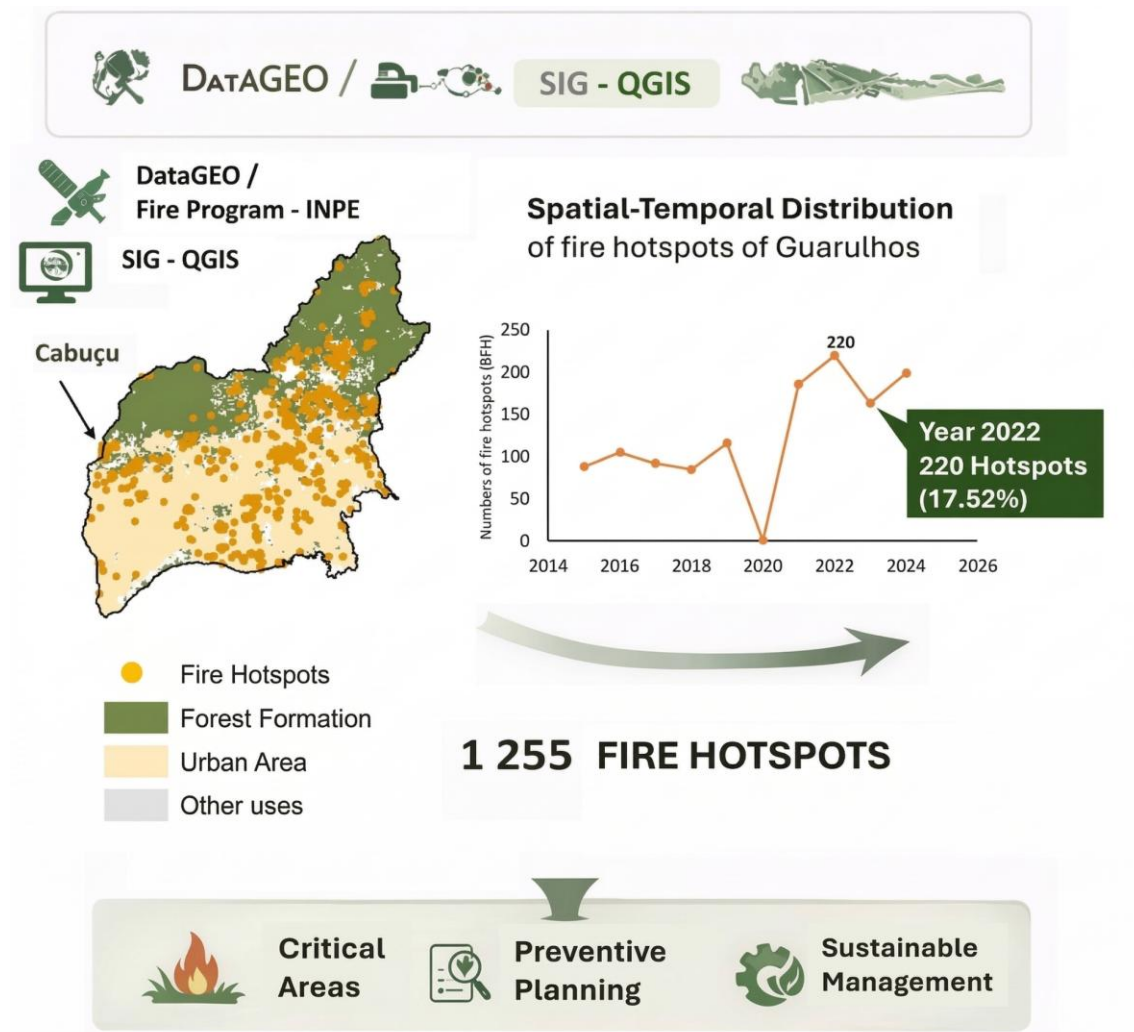 DATAGEO /
SIG - QGIS
DataGEO /
Fire Program - INPE
SIG - QGIS
Cabuçu
Spatial-Temporal Distribution
of fire hotspots of Guarulhos
Numbers of fire hotspots (BFH)
250
200
150
100
50
0
220
2014 2016 2018 2020 2022 2024 2026
Year 2022
220 Hotspots
(17.52%)
Fire Hotspots
Forest Formation
Urban Area
Other uses
1 255 FIRE HOTSPOTS
Critical
Areas
Preventive
Planning
Sustainable
Management